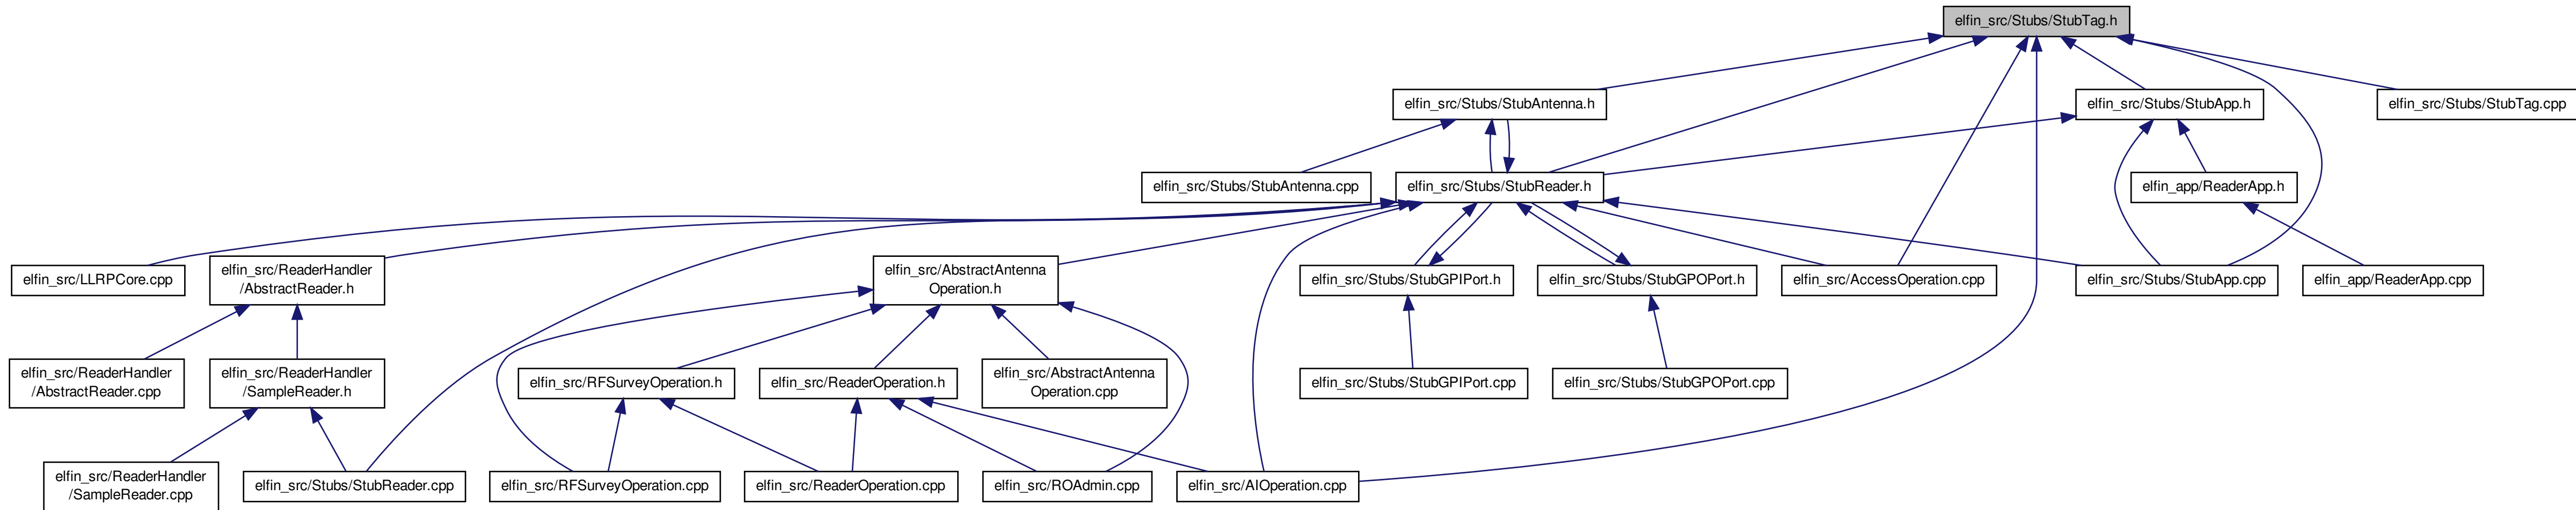 elfin_src/Stubs/StubTag.h
elfin_src/Stubs/StubAntenna.h
elfin_src/Stubs/StubApp.h
elfin_src/Stubs/StubTag.cpp
elfin_src/Stubs/StubAntenna.cpp
elfin_src/Stubs/StubReader.h
elfin_app/ReaderApp.h
elfin_src/LLRPCore.cpp
elfin_src/ReaderHandler
/AbstractReader.h
elfin_src/AbstractAntenna
Operation.h
elfin_src/Stubs/StubGPIPort.h
elfin_src/Stubs/StubGPOPort.h
elfin_src/AccessOperation.cpp
elfin_src/Stubs/StubApp.cpp
elfin_app/ReaderApp.cpp
elfin_src/ReaderHandler
/AbstractReader.cpp
elfin_src/ReaderHandler
/SampleReader.h
elfin_src/RFSurveyOperation.h
elfin_src/ReaderOperation.h
elfin_src/AbstractAntenna
Operation.cpp
elfin_src/Stubs/StubGPIPort.cpp
elfin_src/Stubs/StubGPOPort.cpp
elfin_src/ReaderHandler
/SampleReader.cpp
elfin_src/Stubs/StubReader.cpp
elfin_src/RFSurveyOperation.cpp
elfin_src/ReaderOperation.cpp
elfin_src/ROAdmin.cpp
elfin_src/AIOperation.cpp